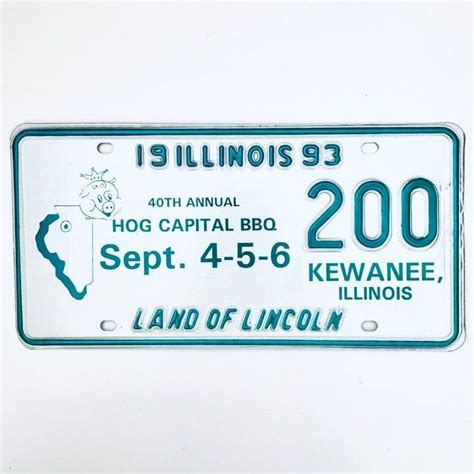 19 ILLINOIS 93
40TH ANNUAL
HOG CAPITAL BBQ
Sept. 4-5-6
200
KEWANEE,
ILLINOIS
LAND OF LINCOLN